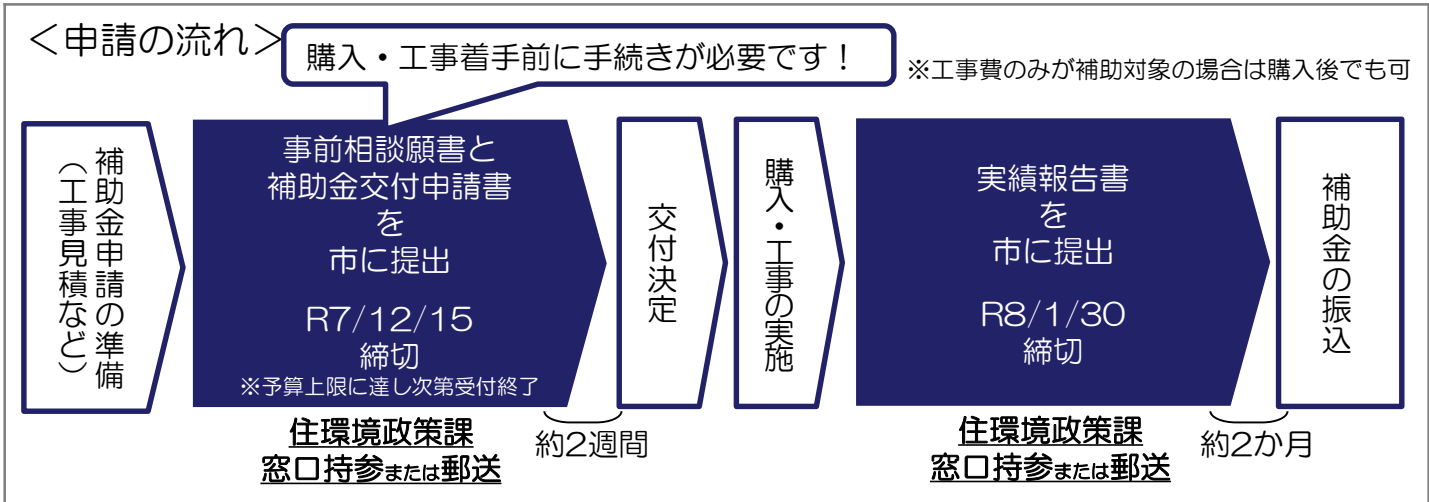 ＜申請の流れ＞
購入・工事着手前に手続きが必要です！
※工事費のみが補助対象の場合は購入後でも可
補助金申請の準備
（工事見積など）
事前相談願書と
補助金交付申請書
を
市に提出
R7/12/15
締切
※予算上限に達し次第受付終了
住環境政策課
窓口持参または郵送
約2週間
交付決定
購入・工事の実施
実績報告書
を
市に提出
R8/1/30
締切
住環境政策課
窓口持参または郵送
約2か月
補助金の振込